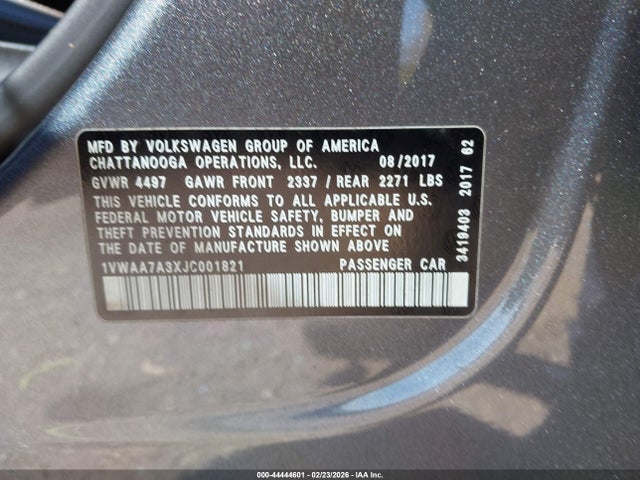 MFD BY VOLKSWAGEN GROUP OF AMERICA
CHATTANOOGA OPERATIONS, LLC. 08/2017
GVWR 4497 GAWR FRONT 2337 / REAR 2271 LBS
THIS VEHICLE CONFORMS TO ALL APPLICABLE U.S.
FEDERAL MOTOR VEHICLE SAFETY, BUMPER AND
THEFT PREVENTION STANDARDS IN EFFECT ON
THE DATE OF MANUFACTURE SHOWN ABOVE
1VWAA7A3XJC001821 PASSENGER CAR
3419403 2017 62
000-44444601 - 02/23/2026 - IAA Inc.